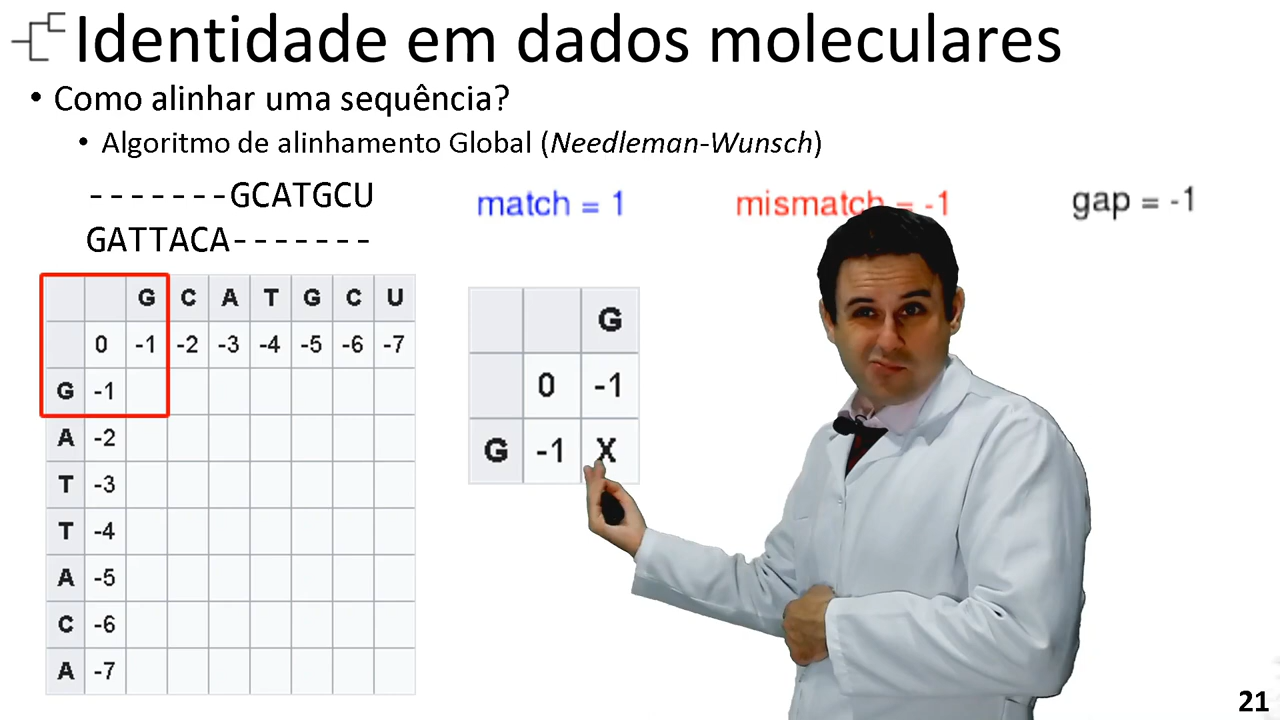 Identidade em dados moleculares
• Como alinhar uma sequência?
• Algoritmo de alinhamento Global (Needleman-Wunsch)
-------GCATGCU
GATTACA-------
match = 1
mismatch = -1
gap = -1
G C A T G C U
0 -1 -2 -3 -4 -5 -6 -7
G -1
A -2
T -3
T -4
A -5
C -6
A -7
G
0 -1
G -1 X
21